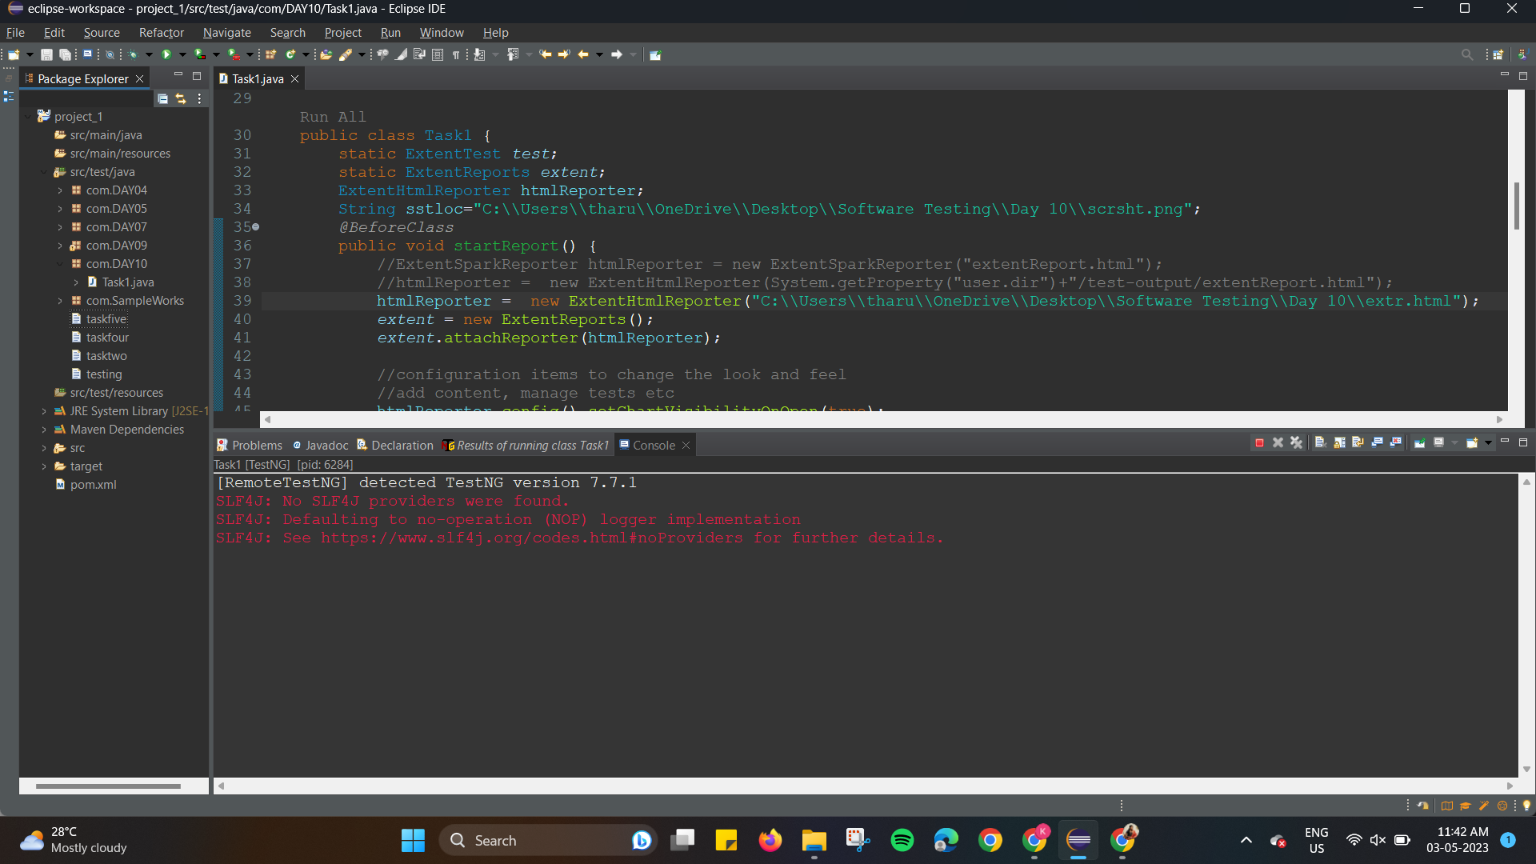 eclipse-workspace - project_1/src/test/java/com/DAY10/Task1.java - Eclipse IDE
File Edit Source Refactor Navigate Search Project Run Window Help
Package Explorer
Task1.java
project_1
src/main/java
src/main/resources
src/test/java
com.DAY04
com.DAY05
com.DAY07
com.DAY09
com.DAY10
Task1.java
com.SampleWorks
taskfive
taskfour
tasktwo
testing
src/test/resources
JRE System Library [J2SE-1
Maven Dependencies
src
target
pom.xml
29
Run All
30 public class Task1 {
31 static ExtentTest test;
32 static ExtentReports extent;
33 ExtentHtmlReporter htmlReporter;
34 String sstloc="C:\\Users\\tharu\\OneDrive\\Desktop\\Software Testing\\Day 10\\scrsht.png";
35 @BeforeClass
36 public void startReport() {
37 //ExtentSparkReporter htmlReporter = new ExtentSparkReporter("extentReport.html");
38 //htmlReporter = new ExtentHtmlReporter(System.getProperty("user.dir")+"/test-output/extentReport.html");
39 htmlReporter = new ExtentHtmlReporter("C:\\Users\\tharu\\OneDrive\\Desktop\\Software Testing\\Day 10\\extr.html");
40 extent = new ExtentReports();
41 extent.attachReporter(htmlReporter);
42
43 //configuration items to change the look and feel
44 //add content, manage tests etc
45 htmlReporter.config().setChartVisibilityOnOpen(true);
Problems Javadoc Declaration Results of running class Task1 Console
Task1 [TestNG] [pid: 6284]
[RemoteTestNG] detected TestNG version 7.7.1
SLF4J: No SLF4J providers were found.
SLF4J: Defaulting to no-operation (NOP) logger implementation
SLF4J: See https://www.slf4j.org/codes.html#noProviders for further details.
28°C
Mostly cloudy
Search
K
ENG
US
11:42 AM
03-05-2023
1